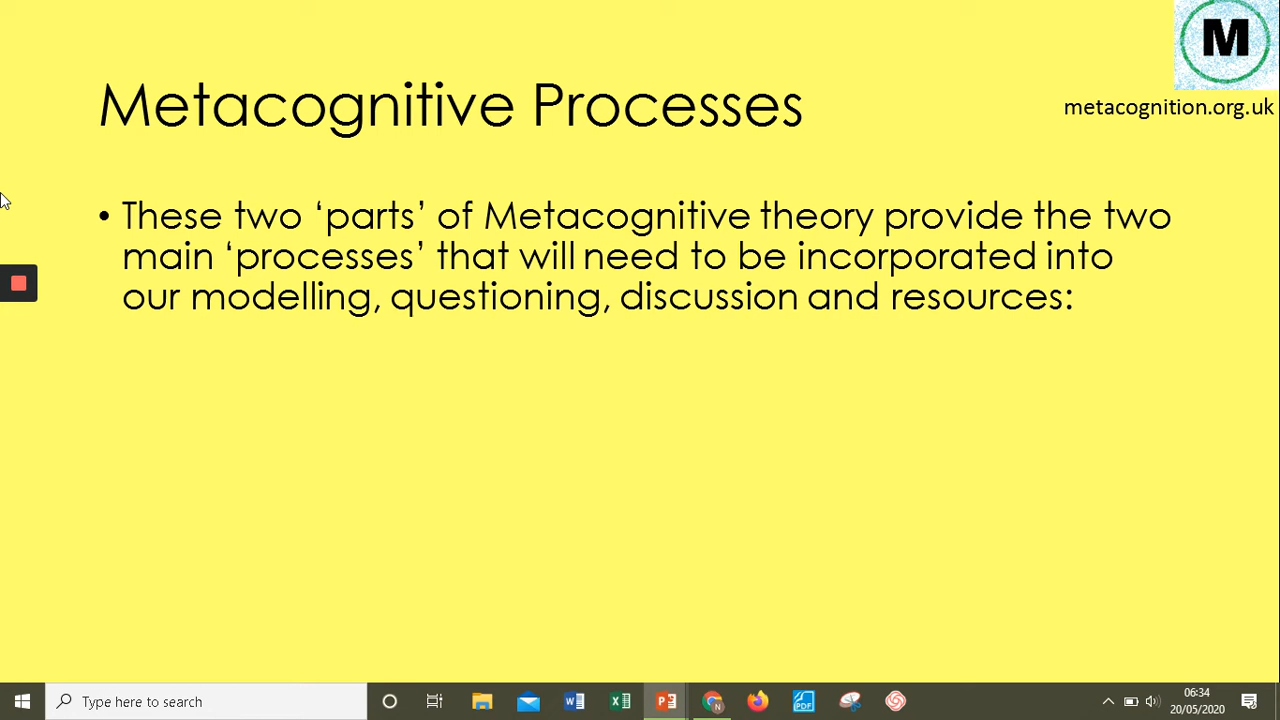 M
metacognition.org.uk
Metacognitive Processes
• These two ‘parts’ of Metacognitive theory provide the two
main ‘processes’ that will need to be incorporated into
our modelling, questioning, discussion and resources:
Type here to search
06:34
20/05/2020